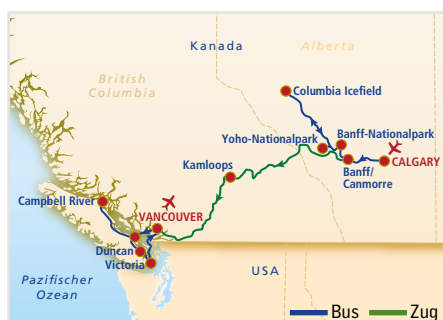 Kanada
Alberta
British
Columbia
Columbia Icefield
Yoho-Nationalpark
Banff-Nationalpark
CALGARY
Banff/
Canmorre
Kamloops
Campbell River
VANCOUVER
Duncan
Victoria
Pazifischer
Ozean
USA
Bus
Zug